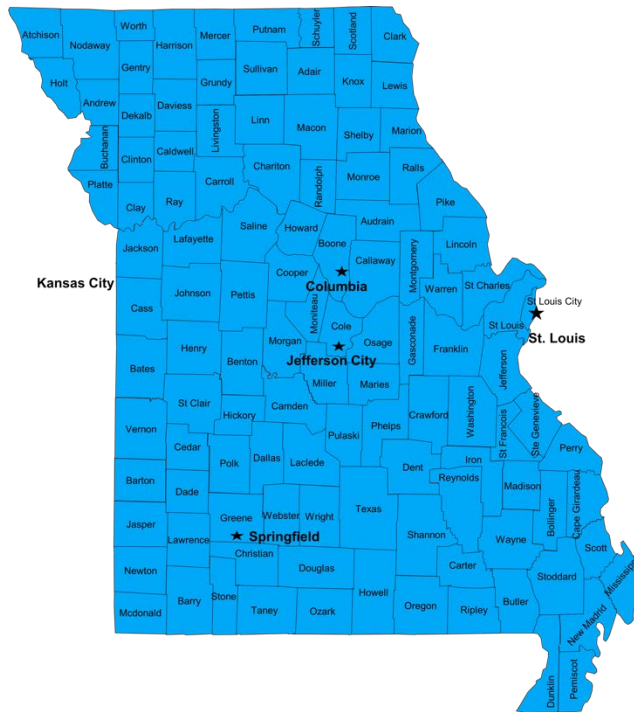 Atchison
Nodaway
Worth
Harrison
Mercer
Putnam
Schuyler
Scotland
Clark
Holt
Gentry
Sullivan
Adair
Knox
Lewis
Andrew
Dekalb
Daviess
Grundy
Linn
Macon
Shelby
Marion
Buchanan
Clinton
Caldwell
Livingston
Chariton
Randolph
Monroe
Ralls
Platte
Clay
Ray
Carroll
Pike
Jackson
Lafayette
Saline
Howard
Boone
Audrain
Callaway
Montgomery
Lincoln
Kansas City
Cooper
Columbia
Warren
St Charles
St Louis City
Cass
Johnson
Pettis
Moniteau
Cole
Osage
Gasconade
Franklin
St Louis
St. Louis
Morgan
Jefferson City
Jefferson
Bates
Henry
Benton
Miller
Maries
St Clair
Hickory
Camden
Pulaski
Phelps
Crawford
Washington
St Francois
Ste Genevieve
Vernon
Cedar
Polk
Dallas
Laclede
Dent
Iron
Perry
Barton
Dade
Reynolds
Madison
Bollinger
Cape Girardeau
Jasper
Greene
Webster
Wright
Texas
Shannon
Wayne
Scott
Lawrence
Springfield
Christian
Douglas
Mississippi
Newton
Carter
Stoddard
Mcdonald
Barry
Stone
Taney
Ozark
Howell
Oregon
Ripley
Butler
New Madrid
Dunklin
Pemiscot